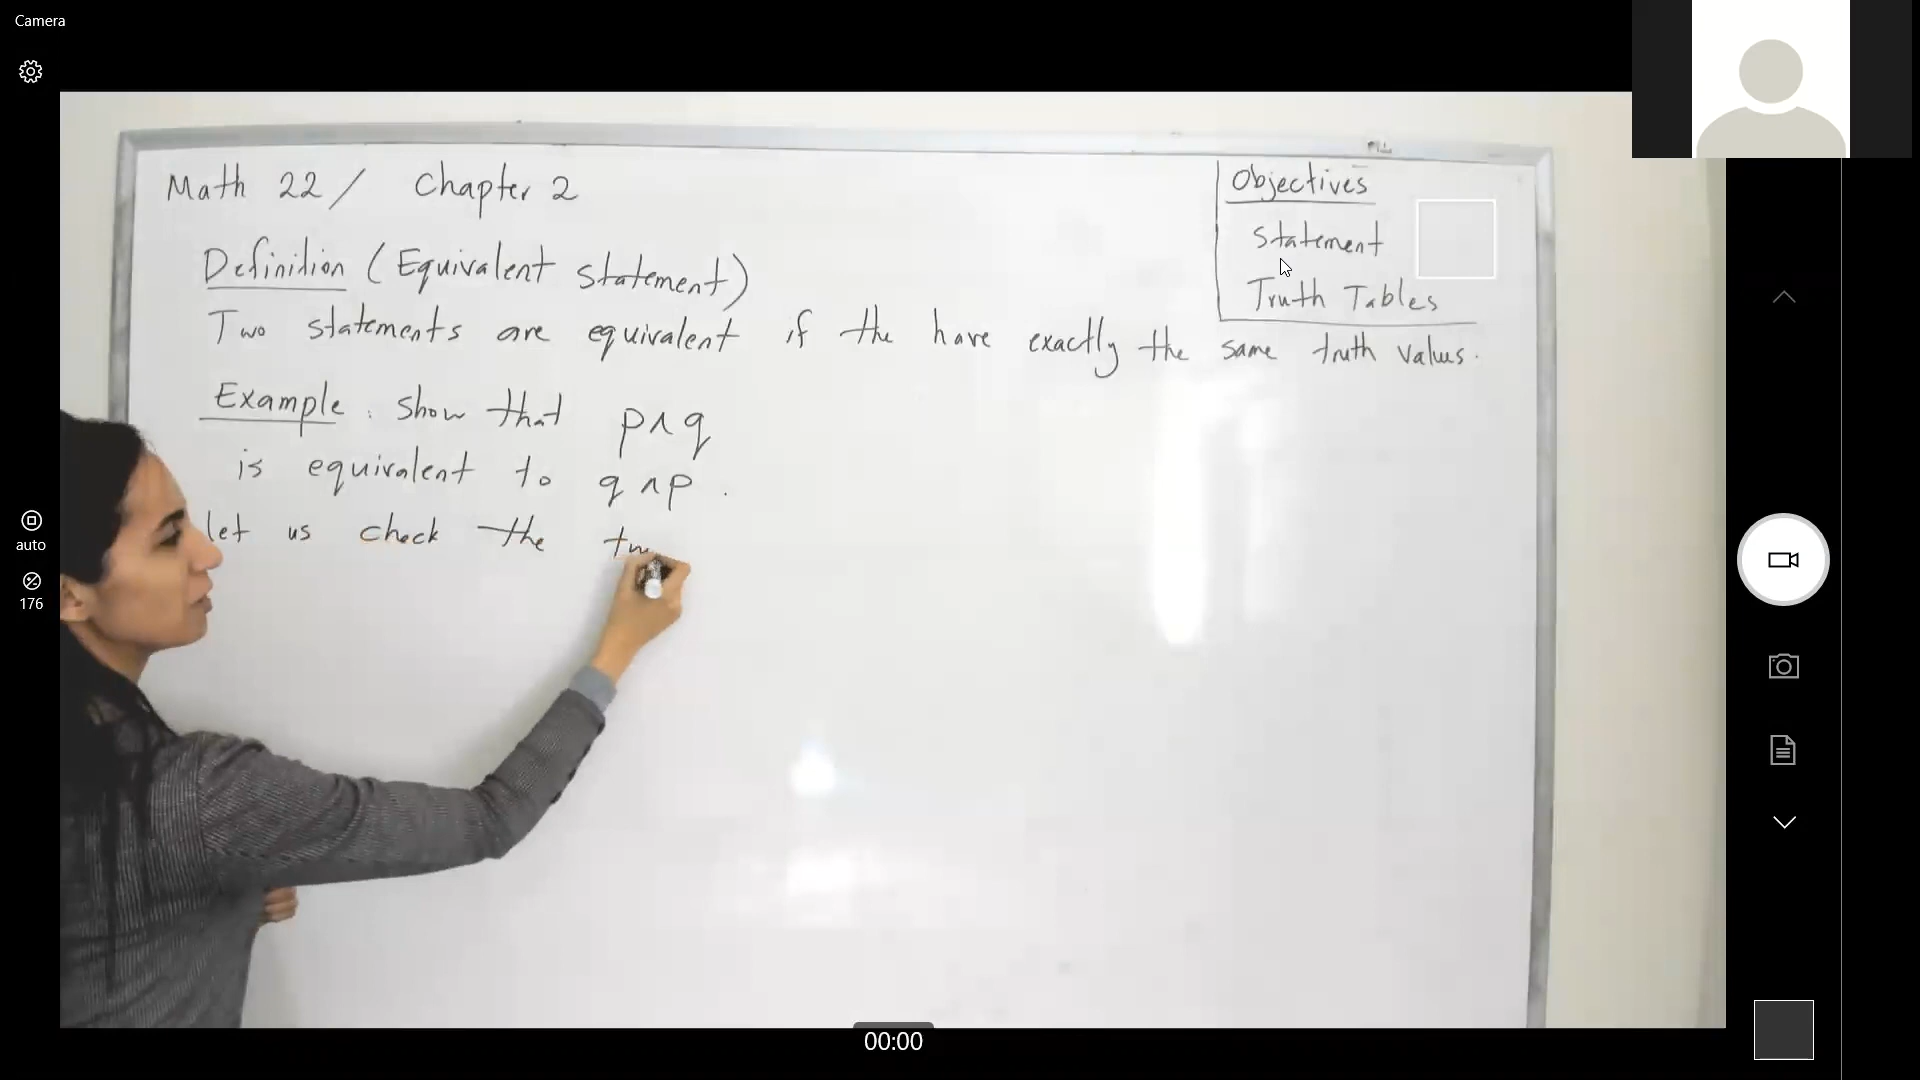 Camera
Math 22 / Chapter 2
Objectives
Statement
Truth Tables
Definition (Equivalent statement)
Two statements are equivalent if the have exactly the same truth values.
Example: Show that p∧q
is equivalent to q∧p.
let us check the
auto
176
00:00